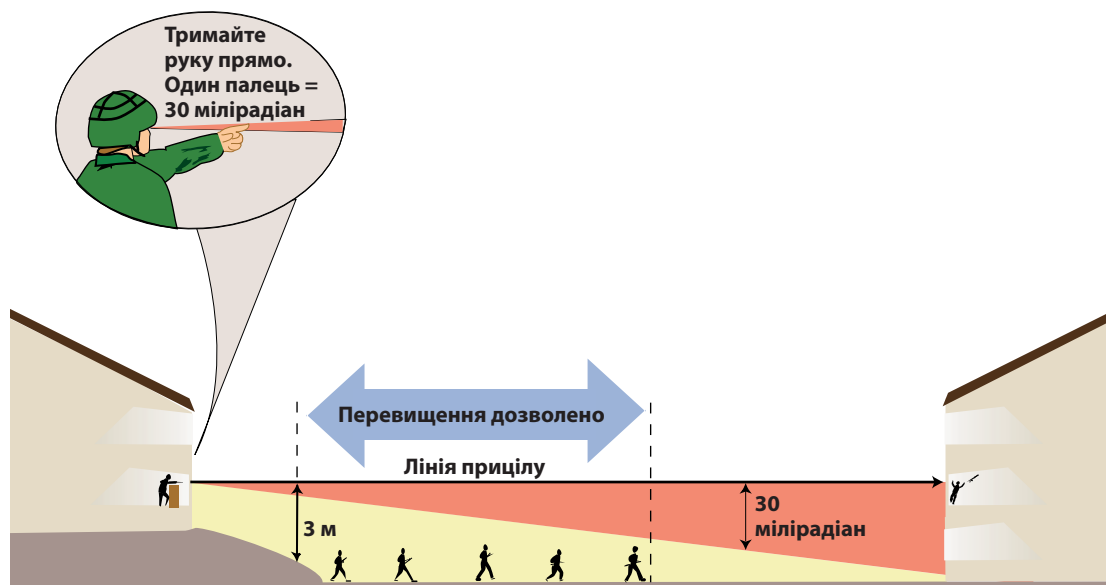 Тримайте
руку прямо.
Один палець =
30 мілірадіан
Перевищення дозволено
Лінія прицілу
3 м
30
мілірадіан